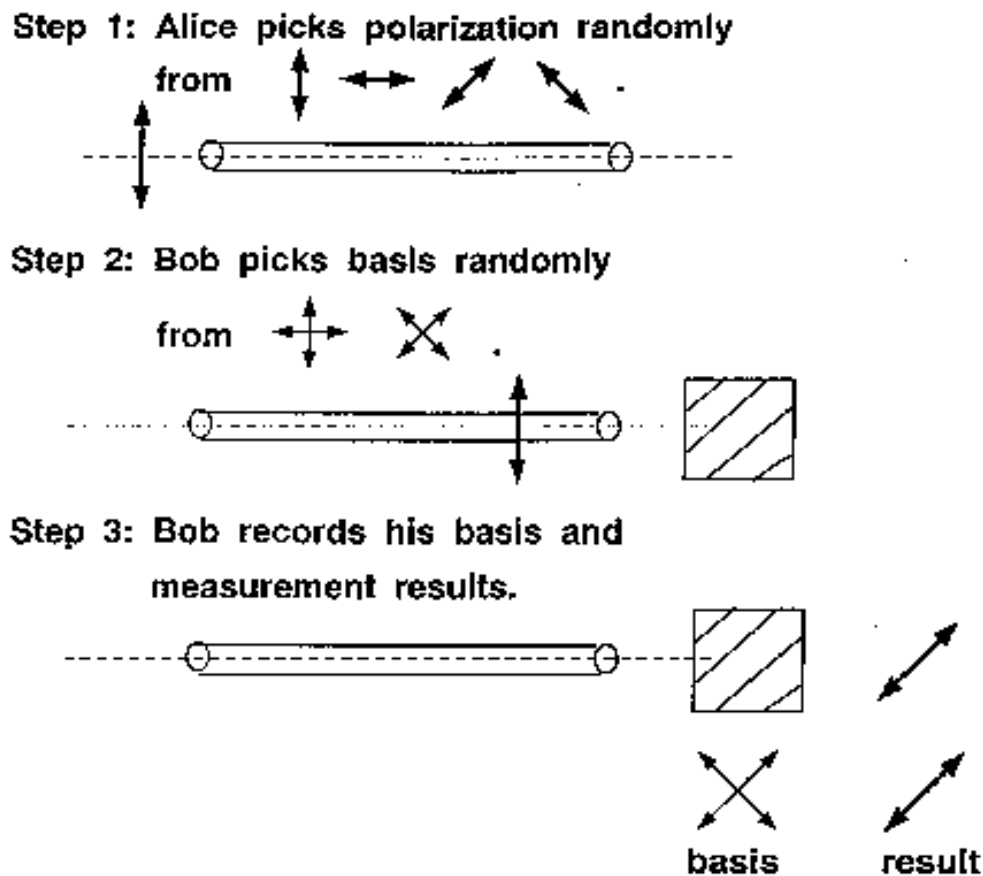 Step 1: Alice picks polarization randomly
from
Step 2: Bob picks basis randomly
from
Step 3: Bob records his basis and
measurement results.
basis result